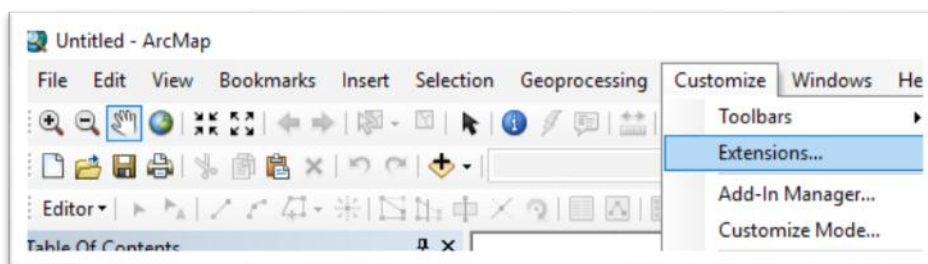 Untitled - ArcMap
File Edit View Bookmarks Insert Selection Geoprocessing Customize Windows He
Toolbars
Extensions...
Editor
Add-In Manager...
Customize Mode...
Table Of Contents